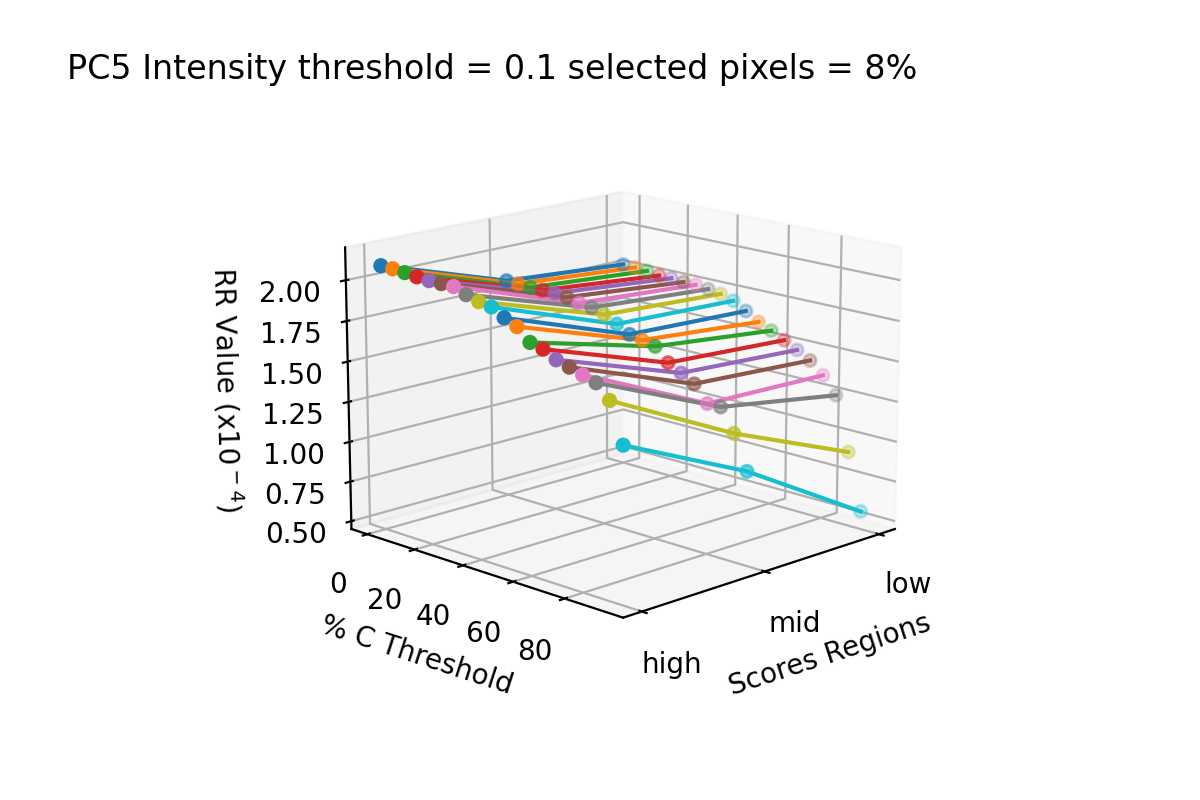 PC5 Intensity threshold = 0.1 selected pixels = 8%
RR Value (x10⁻⁴)
2.00
1.75
1.50
1.25
1.00
0.75
0.50
0
20
40
60
80
% C Threshold
high
mid
low
Scores Regions